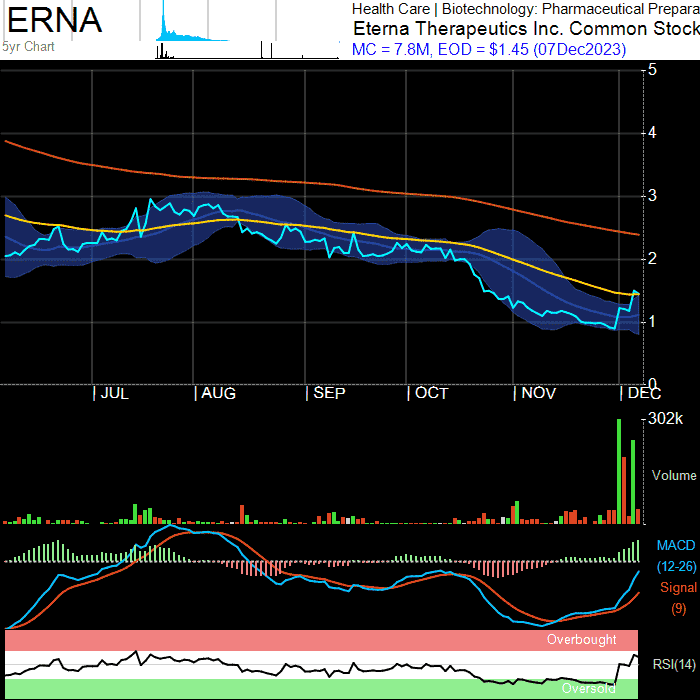 ERNA
5yr Chart
Health Care | Biotechnology: Pharmaceutical Prepara
Eterna Therapeutics Inc. Common Stock
MC = 7.8M, EOD = $1.45 (07Dec2023)
5
4
3
2
1
0
JUL
AUG
SEP
OCT
NOV
DEC
302k
Volume
MACD
(12-26)
Signal
(9)
Overbought
RSI(14)
Oversold